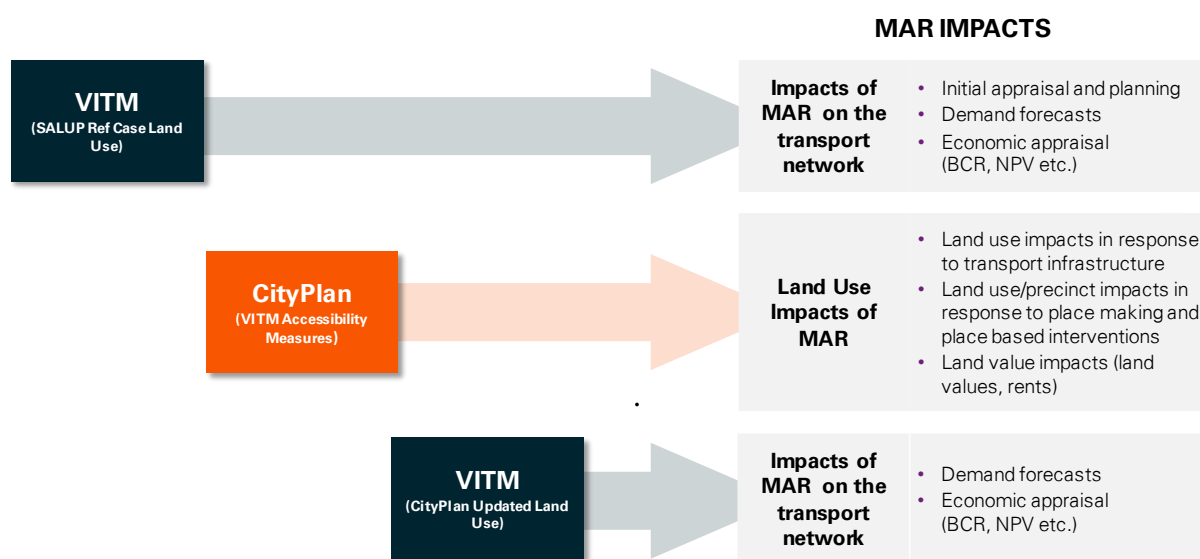 MAR IMPACTS
VITM
(SALUP Ref Case Land
Use)
Impacts of
MAR on the
transport
network
• Initial appraisal and planning
• Demand forecasts
• Economic appraisal
(BCR, NPV etc.)
CityPlan
(VITM Accessibility
Measures)
Land Use
Impacts of
MAR
• Land use impacts in response
to transport infrastructure
• Land use/precinct impacts in
response to place making and
place based interventions
• Land value impacts (land
values, rents)
.
VITM
(CityPlan Updated Land
Use)
Impacts of
MAR on the
transport
network
• Demand forecasts
• Economic appraisal
(BCR, NPV etc.)